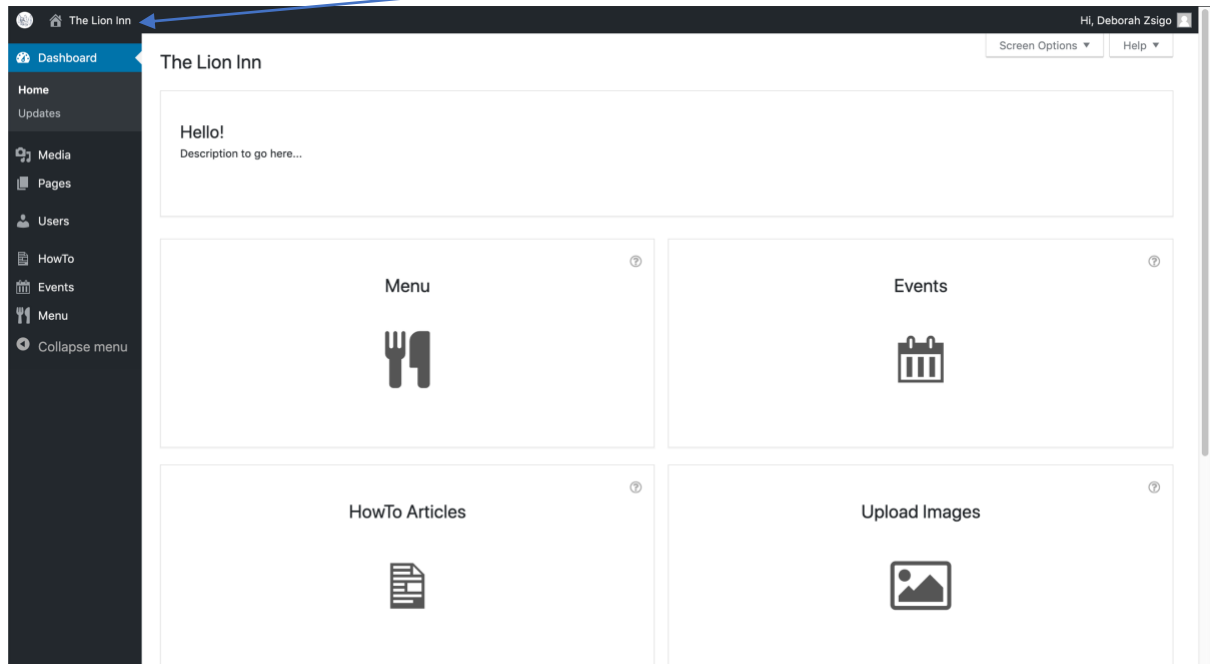 The Lion Inn
Hi, Deborah Zsigo
Screen Options ▼
Help ▼
Dashboard
Home
Updates
Media
Pages
Users
HowTo
Events
Menu
Collapse menu
The Lion Inn
Hello!
Description to go here...
Menu
Events
HowTo Articles
Upload Images